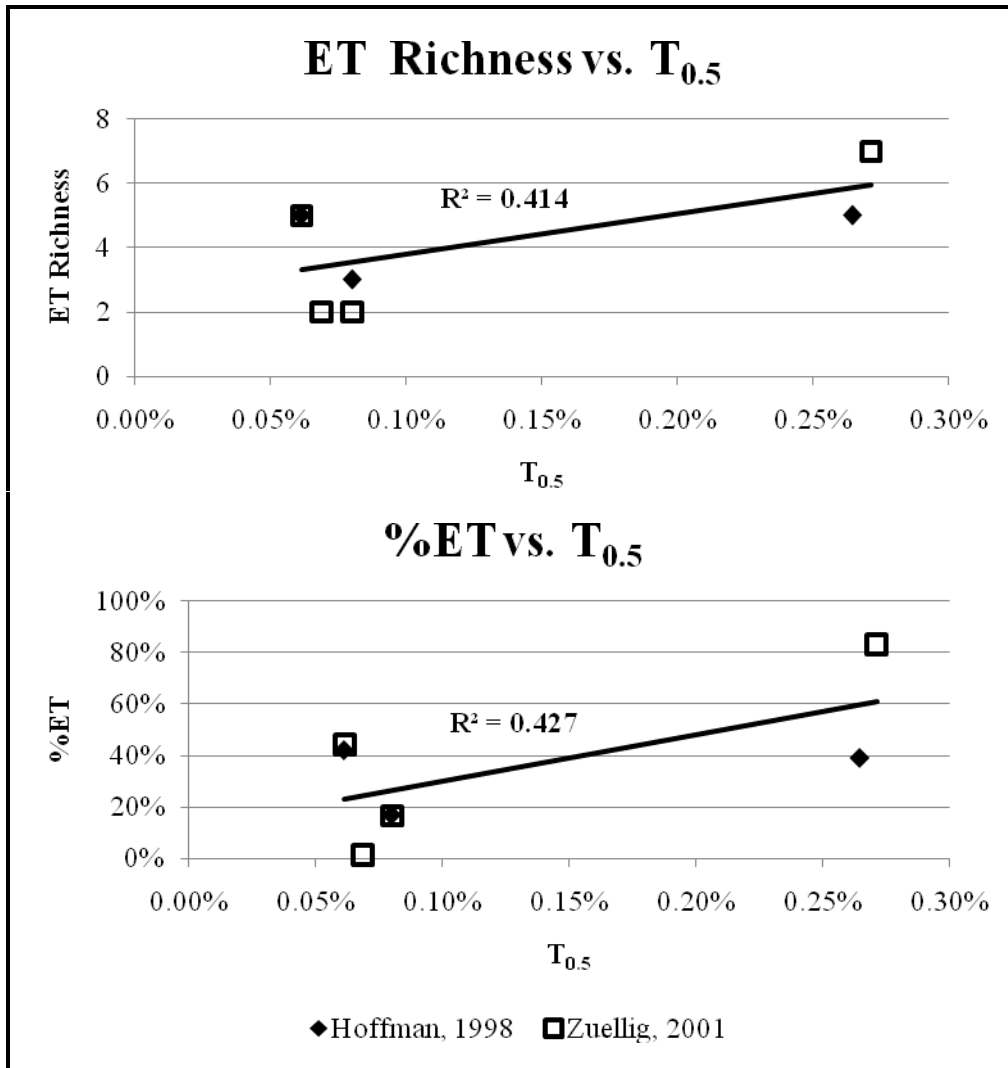 ET Richness vs. T0.5
8
6
4
2
0
ET Richness
R² = 0.414
0.00% 0.05% 0.10% 0.15% 0.20% 0.25% 0.30%
T0.5
%ET vs. T0.5
100%
80%
60%
40%
20%
0%
%ET
R² = 0.427
0.00% 0.05% 0.10% 0.15% 0.20% 0.25% 0.30%
T0.5
Hoffman, 1998 Zuellig, 2001